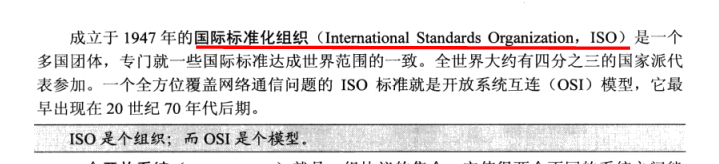 成立于 1947 年的国际标准化组织（International Standards Organization，ISO）是一个
多国团体，专门就一些国际标准达成世界范围的一致。全世界大约有四分之三的国家派代
表参加。一个全方位覆盖网络通信问题的 ISO 标准就是开放系统互连（OSI）模型，它最
早出现在 20 世纪 70 年代后期。
ISO 是个组织；而 OSI 是个模型。